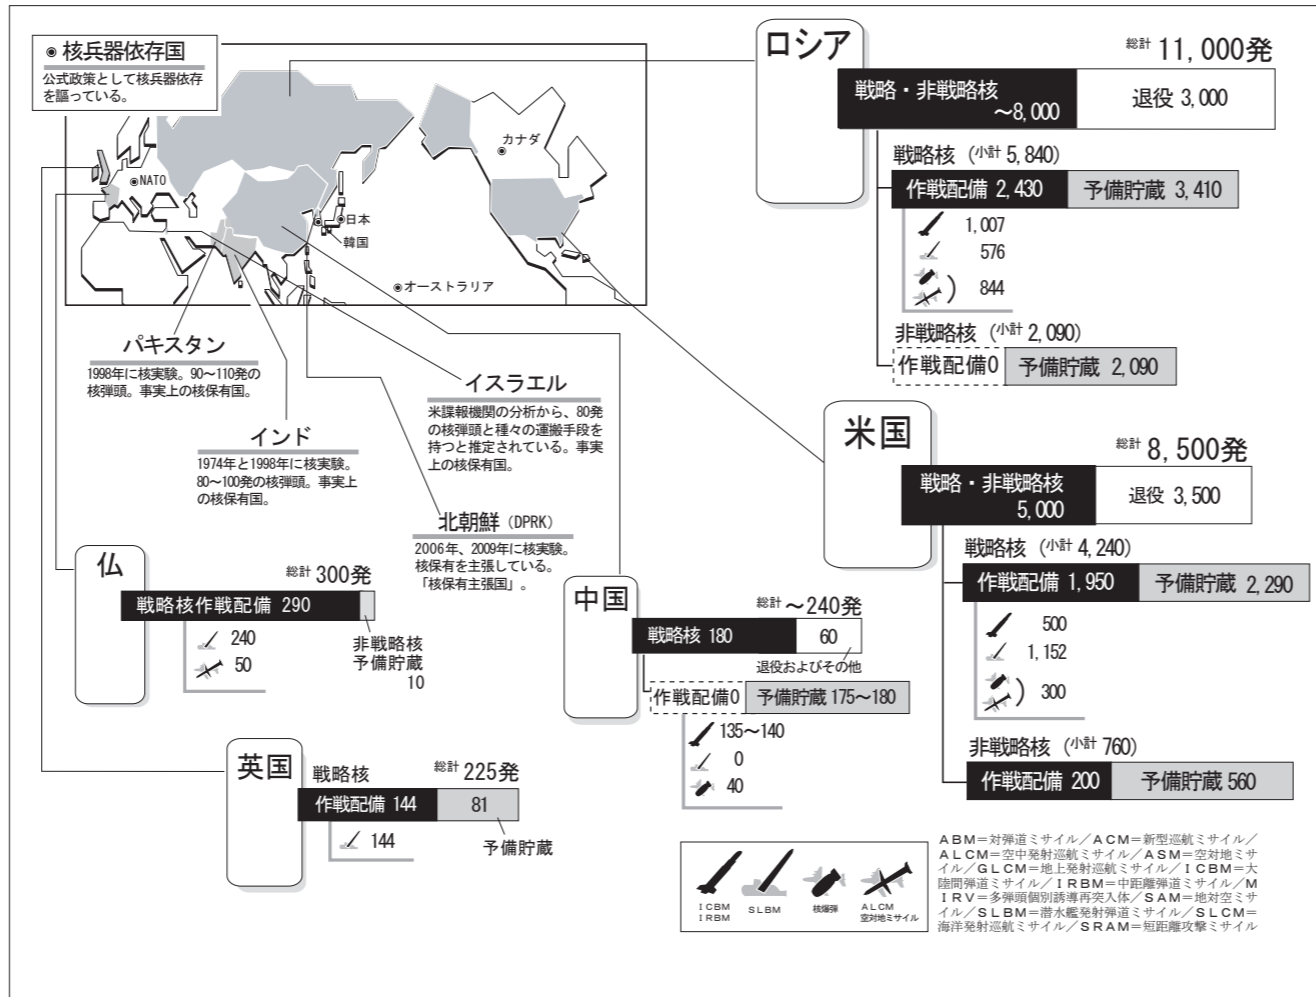 ◉ 核兵器依存国
公式政策として核兵器依存
を謳っている。
◉NATO
カナダ
◉日本
韓国
◉オーストラリア
ロシア
総計 11,000発
戦略・非戦略核
～8,000
退役 3,000
戦略核 (小計 5,840)
作戦配備 2,430
予備貯蔵 3,410
1,007
576
844
非戦略核 (小計 2,090)
作戦配備0
予備貯蔵 2,090
パキスタン
1998年に核実験。90～110発の
核弾頭。事実上の核保有国。
イスラエル
米諜報機関の分析から、80発
の核弾頭と種々の運搬手段を
持つと推定されている。事実
上の核保有国。
インド
1974年と1998年に核実験。
80～100発の核弾頭。事実上
の核保有国。
北朝鮮 (DPRK)
2006年、2009年に核実験。
核保有を主張している。
「核保有主張国」。
米国
総計 8,500発
戦略・非戦略核
5,000
退役 3,500
戦略核 (小計 4,240)
作戦配備 1,950
予備貯蔵 2,290
500
1,152
300
非戦略核 (小計 760)
作戦配備 200
予備貯蔵 560
仏
総計 300発
戦略核作戦配備 290
240
50
非戦略核
予備貯蔵
10
中国
総計 ～240発
戦略核 180
60
退役およびその他
作戦配備0
予備貯蔵 175～180
135～140
0
40
英国
戦略核
総計 225発
作戦配備 144
81
144
予備貯蔵
ICBM
IRBM
SLBM
核爆弾
ALCM
空対地ミサイル
ABM＝対弾道ミサイル／ACM＝新型巡航ミサイル／
ALCM＝空中発射巡航ミサイル／ASM＝空対地ミサ
イル／GLCM＝地上発射巡航ミサイル／ICBM＝大
陸間弾道ミサイル／IRBM＝中距離弾道ミサイル／M
IRV＝多弾頭個別誘導再突入体／SAM＝地対空ミサ
イル／SLBM＝潜水艦発射弾道ミサイル／SLCM＝
海洋発射巡航ミサイル／SRAM＝短距離攻撃ミサイル